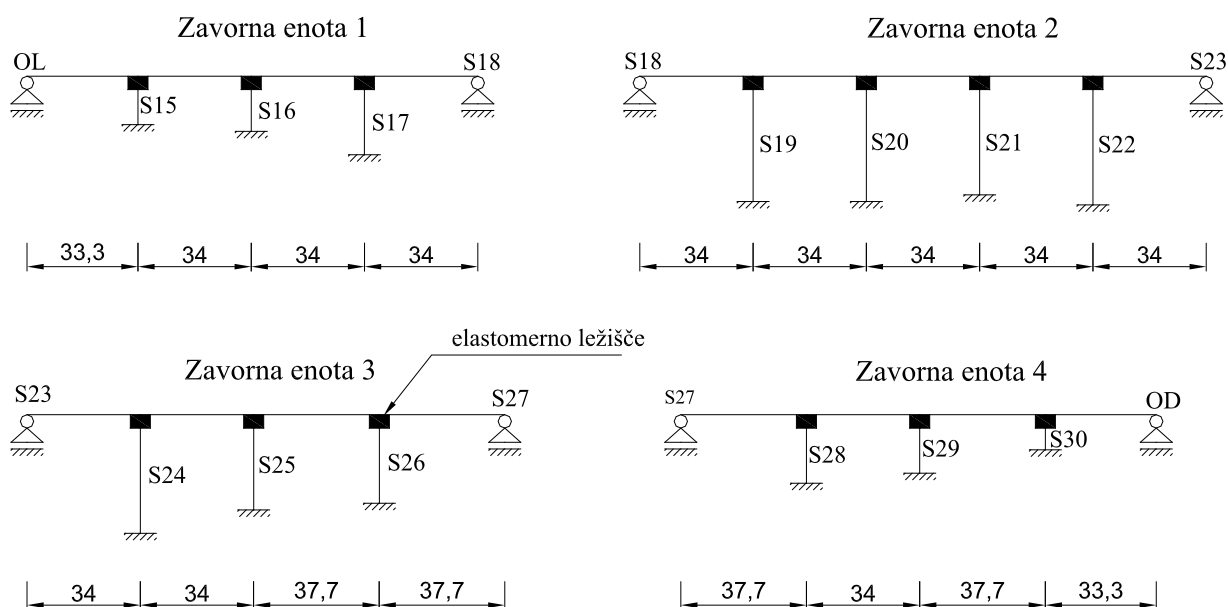 Zavorna enota 1
OL
S15
S16
S17
S18
33,3
34
34
34
Zavorna enota 2
S18
S19
S20
S21
S22
S23
34
34
34
34
34
elastomerno ležišče
Zavorna enota 3
S23
S24
S25
S26
S27
34
34
37,7
37,7
Zavorna enota 4
S27
S28
S29
S30
OD
37,7
34
37,7
33,3